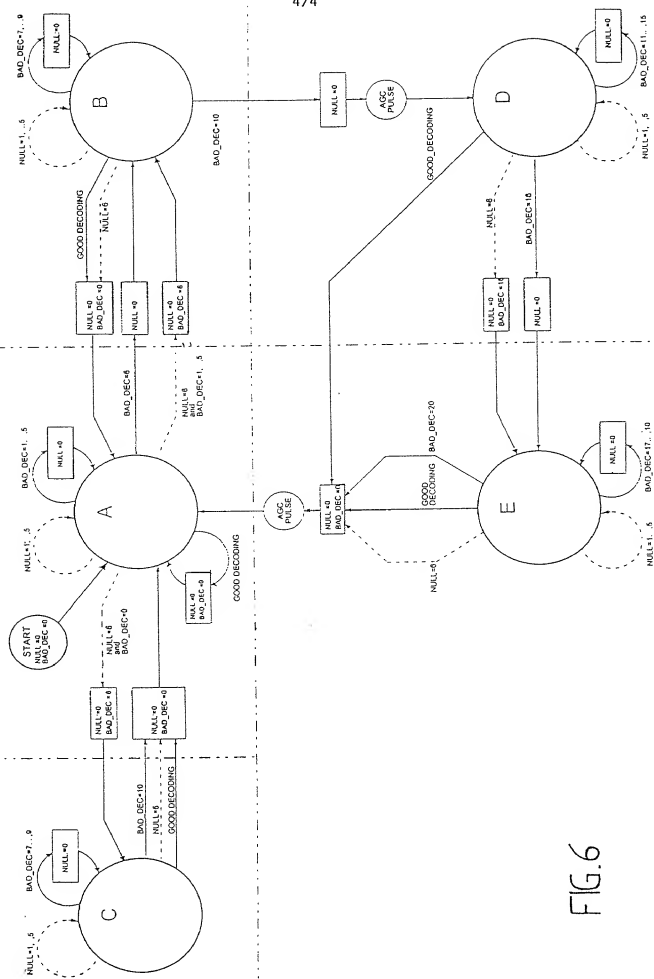 4/4
BAD_DEC=7,..9
NULL=0
NULL=1,..5
B
GOOD DECODING
NULL=6
NULL =0
BAD_DEC =0
NULL =0
NULL =0
BAD_DEC =6
BAD_DEC=10
NULL =0
AGC
PULSE
GOOD_DECODING
BAD_DEC=11...,15
NULL=0
NULL=1,..5
D
NULL=6
BAD_DEC=16
NULL =0
BAD_DEC =16
NULL =0
BAD_DEC=1,..5
NULL=0
NULL=1,..5
A
BAD_DEC=6
NULL=6
and
BAD_DEC=1,..5
START
NULL =0
BAD_DEC =0
NULL=6
and
BAD_DEC=0
NULL =0
BAD_DEC =6
NULL =0
BAD_DEC =0
NULL =0
BAD_DEC =0
GOOD DECODING
AGC
PULSE
NULL =0
BAD_DEC =0
BAD_DEC=20
GOOD
DECODING
NULL=6
E
NULL=0
BAD_DEC=17...,10
NULL=1,..5
BAD_DEC=7,..9
NULL=0
NULL=1,..5
C
BAD_DEC=10
NULL=6
GOOD DECODING
FIG.6